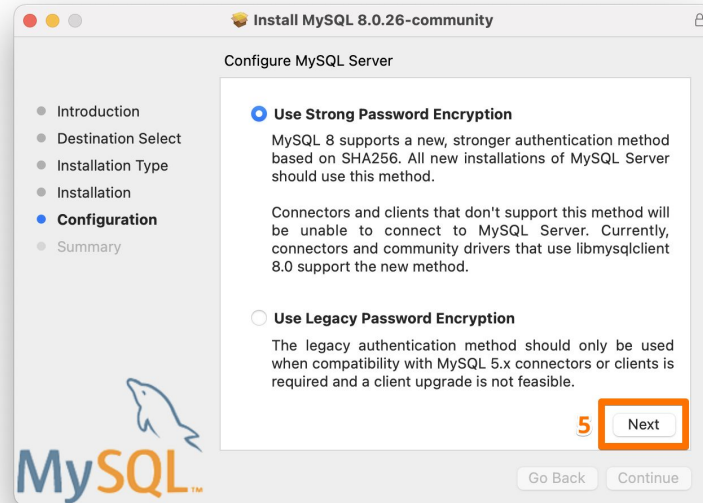 Install MySQL 8.0.26-community
Configure MySQL Server
Introduction
Destination Select
Installation Type
Installation
Configuration
Summary
Use Strong Password Encryption
MySQL 8 supports a new, stronger authentication method
based on SHA256. All new installations of MySQL Server
should use this method.
Connectors and clients that don't support this method will
be unable to connect to MySQL Server. Currently,
connectors and community drivers that use libmysqlclient
8.0 support the new method.
Use Legacy Password Encryption
The legacy authentication method should only be used
when compatibility with MySQL 5.x connectors or clients is
required and a client upgrade is not feasible.
5 Next
MySQL™
Go Back Continue